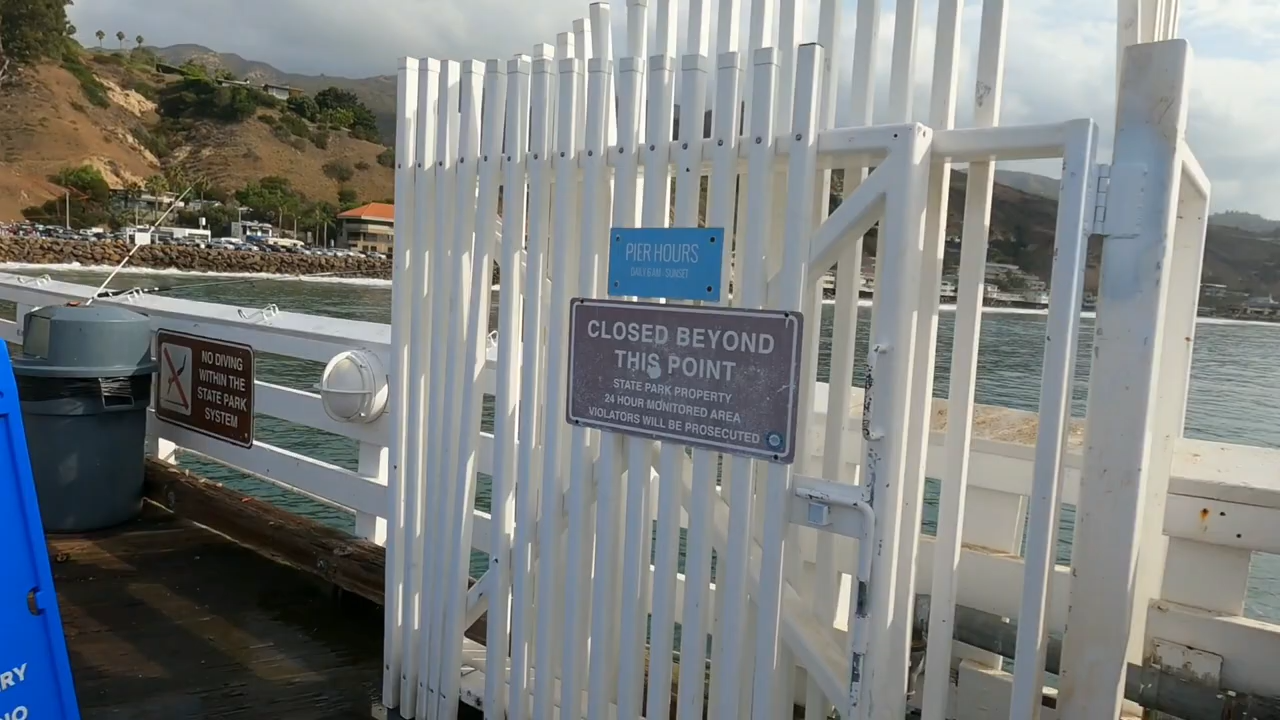 PIER HOURS
DAILY 6AM - SUNSET
CLOSED BEYOND
THIS POINT
STATE PARK PROPERTY
24 HOUR MONITORED AREA
VIOLATORS WILL BE PROSECUTED
NO DIVING
WITHIN THE
STATE PARK
SYSTEM